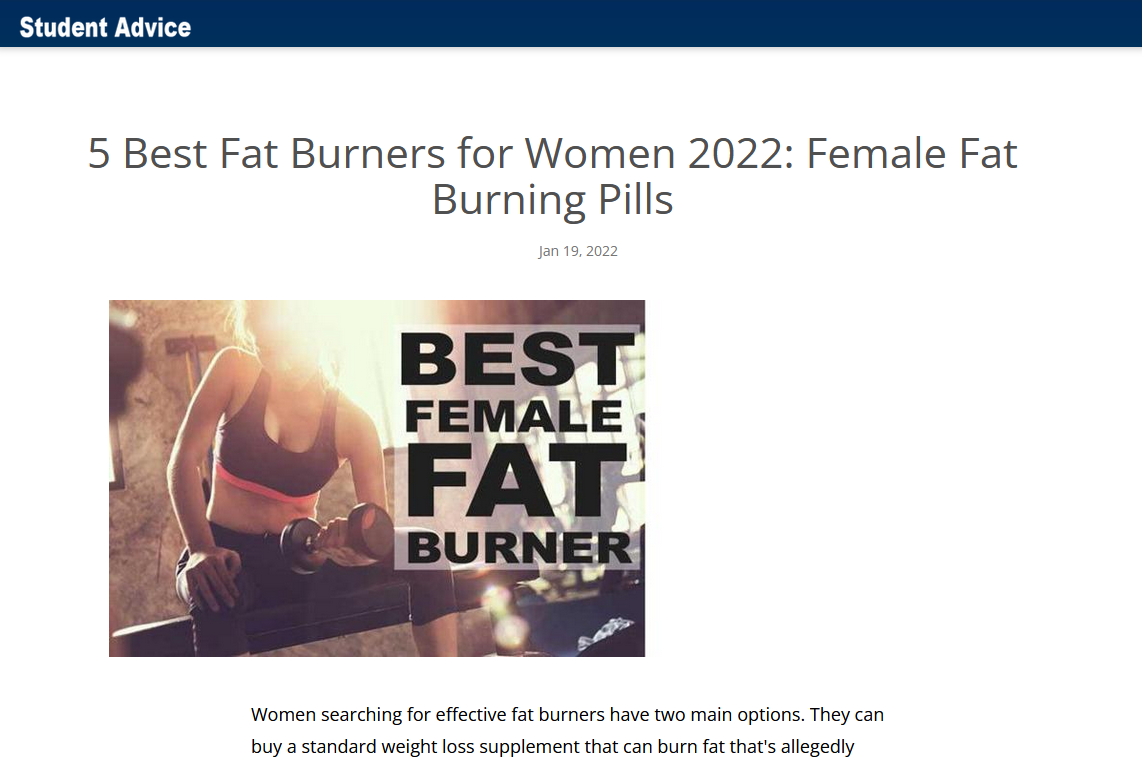 Student Advice
5 Best Fat Burners for Women 2022: Female Fat
Burning Pills
Jan 19, 2022
BEST
FEMALE
FAT
BURNER
Women searching for effective fat burners have two main options. They can
buy a standard weight loss supplement that can burn fat that's allegedly